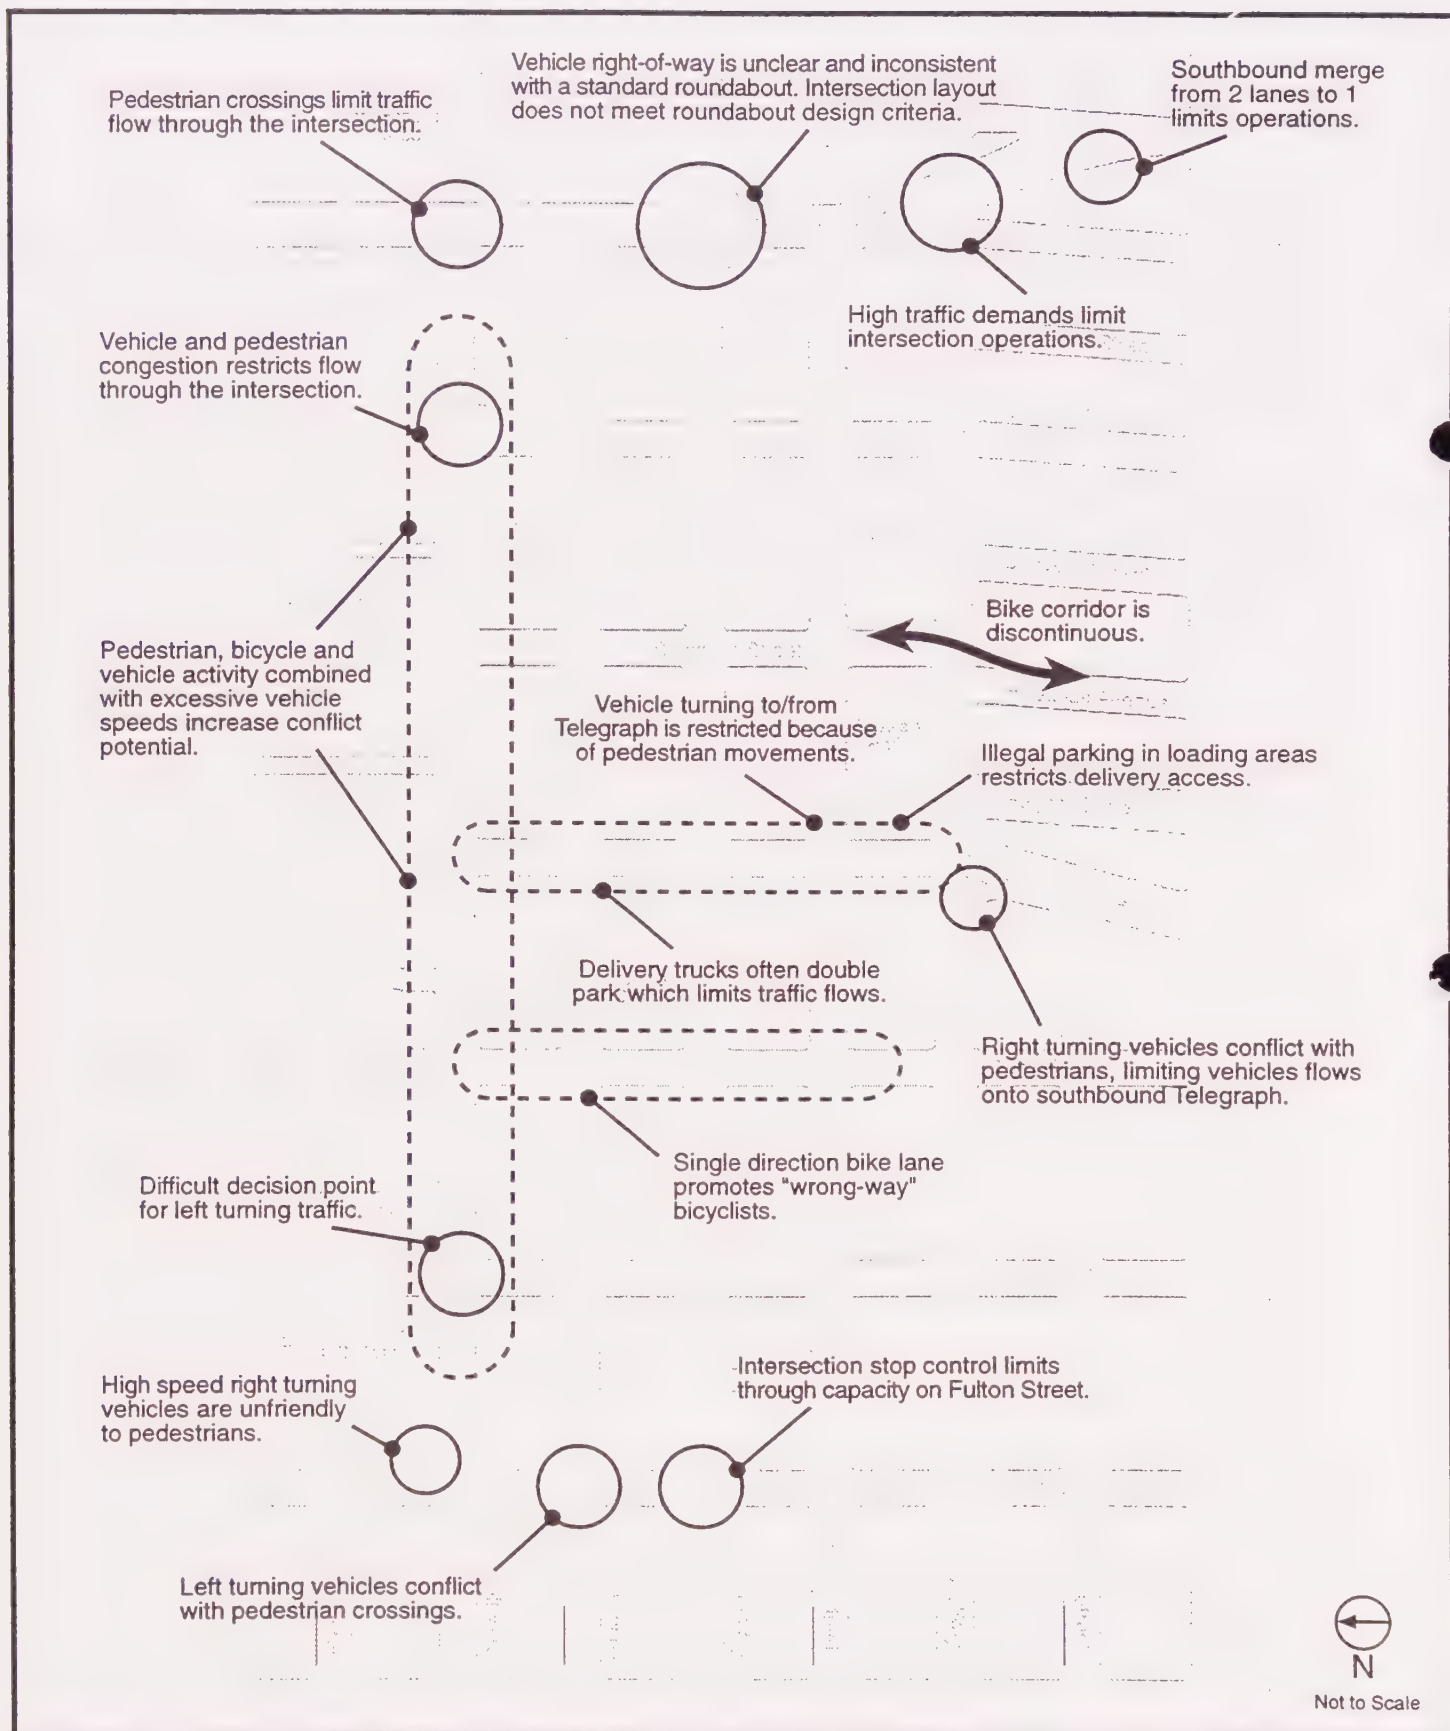 Pedestrian crossings limit traffic
flow through the intersection.
Vehicle right-of-way is unclear and inconsistent
with a standard roundabout. Intersection layout
does not meet roundabout design criteria.
Southbound merge
from 2 lanes to 1
limits operations.
High traffic demands limit
intersection operations.
Vehicle and pedestrian
congestion restricts flow
through the intersection.
Bike corridor is
discontinuous.
Pedestrian, bicycle and
vehicle activity combined
with excessive vehicle
speeds increase conflict
potential.
Vehicle turning to/from
Telegraph is restricted because
of pedestrian movements.
Illegal parking in loading areas
restricts delivery access.
Delivery trucks often double
park which limits traffic flows.
Right turning vehicles conflict with
pedestrians, limiting vehicles flows
onto southbound Telegraph.
Single direction bike lane
promotes "wrong-way"
bicyclists.
Difficult decision point
for left turning traffic.
Intersection stop control limits
through capacity on Fulton Street.
High speed right turning
vehicles are unfriendly
to pedestrians.
Left turning vehicles conflict
with pedestrian crossings.
N
Not to Scale